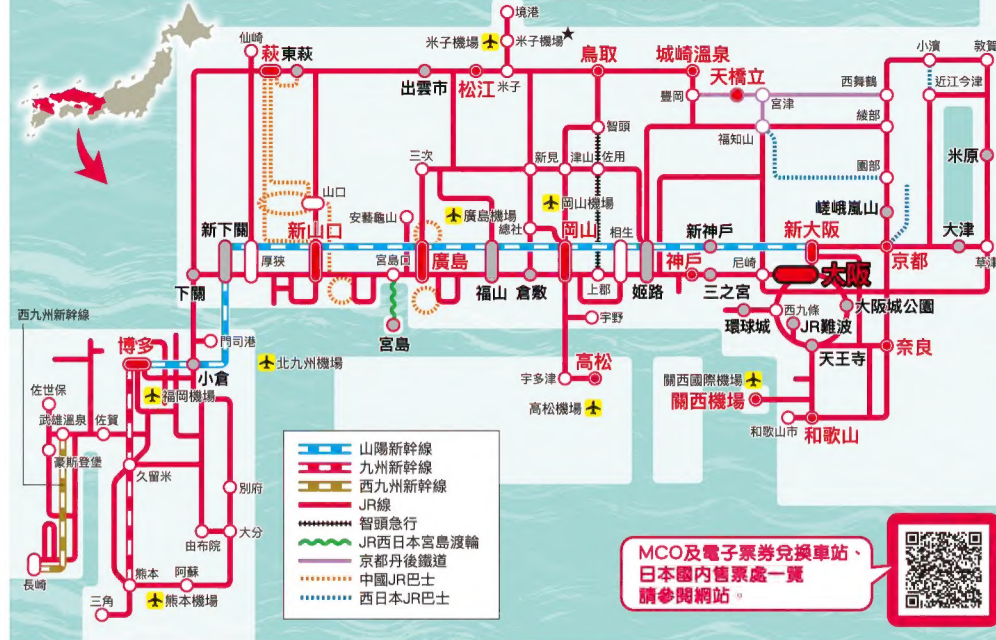 境港
仙崎
米子機場
米子機場★
萩
東萩
鳥取
城崎溫泉
小濱
敦賀
天橋立
出雲市
松江
米子
豐岡
宮津
西舞鶴
近江今津
智頭
福知山
綾部
三次
新見
津山
佐用
米原
園部
山口
安藝龜山
廣島機場
岡山機場
嵯峨嵐山
新下關
新山口
總社
岡山
相生
新神戶
新大阪
大津
厚狹
宮島口
廣島
神戶
尼崎
大阪
京都
草津
下關
福山
倉敷
上郡
姬路
三之宮
西九州新幹線
宮島
宇野
環球城
西九條
大阪城公園
JR難波
門司港
博多
北九州機場
小倉
天王寺
奈良
高松
宇多津
關西國際機場
佐世保
福岡機場
關西機場
高松機場
武雄溫泉
佐賀
和歌山市
和歌山
豪斯登堡
久留米
別府
由布院
大分
長崎
熊本
阿蘇
三角
熊本機場
山陽新幹線
九州新幹線
西九州新幹線
JR線
智頭急行
JR西日本宮島渡輪
京都丹後鐵道
中國JR巴士
西日本JR巴士
MCO及電子票券兌換車站、
日本國內售票處一覽
請參閱網站。